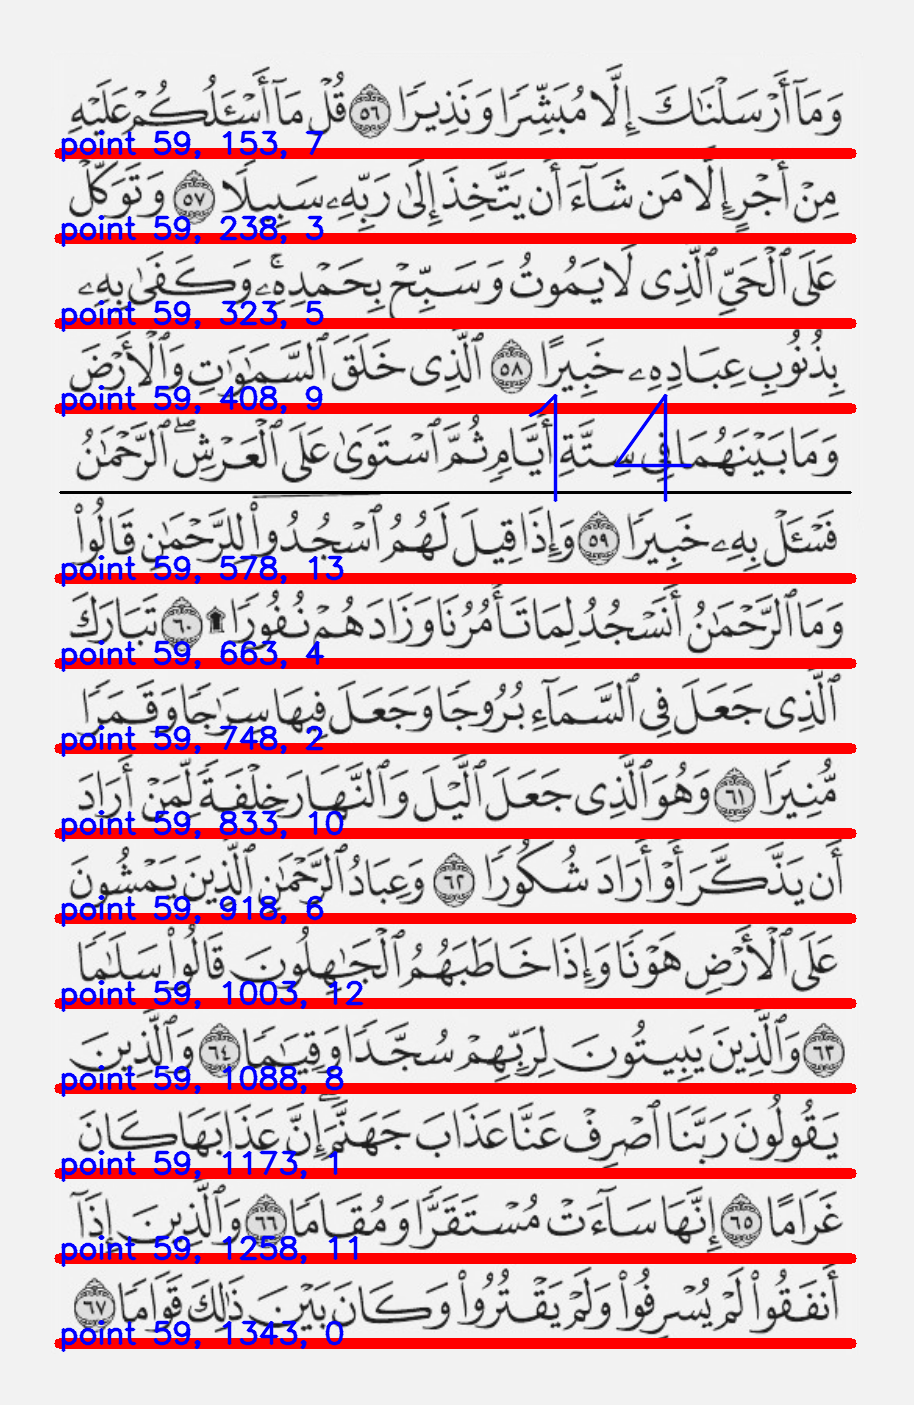 وَمَآ أَرْسَلْنَٰكَ إِلَّا مُبَشِّرًا وَنَذِيرًا ٥٦ قُلْ مَآ أَسْـَٔلُكُمْ عَلَيْهِ
point 59, 153, 7
مِنْ أَجْرٍ إِلَّا مَن شَآءَ أَن يَتَّخِذَ إِلَىٰ رَبِّهِۦ سَبِيلًا ٥٧ وَتَوَكَّلْ
point 59, 238, 3
عَلَى ٱلْحَىِّ ٱلَّذِى لَا يَمُوتُ وَسَبِّحْ بِحَمْدِهِۦۚ وَكَفَىٰ بِهِۦ
point 59, 323, 5
بِذُنُوبِ عِبَادِهِۦ خَبِيرًا ٥٨ ٱلَّذِى خَلَقَ ٱلسَّمَٰوَٰتِ وَٱلْأَرْضَ
point 59, 408, 9
14
وَمَا بَيْنَهُمَا فِى سِتَّةِ أَيَّامٍ ثُمَّ ٱسْتَوَىٰ عَلَى ٱلْعَرْشِۖ ٱلرَّحْمَٰنُ
فَسْـَٔلْ بِهِۦ خَبِيرًا ٥٩ وَإِذَا قِيلَ لَهُمُ ٱسْجُدُوا۟ لِلرَّحْمَٰنِ قَالُوا۟
point 59, 578, 13
وَمَا ٱلرَّحْمَٰنُ أَنَسْجُدُ لِمَا تَأْمُرُنَا وَزَادَهُمْ نُفُورًا ۩ ٦٠ تَبَارَكَ
point 59, 663, 4
ٱلَّذِى جَعَلَ فِى ٱلسَّمَآءِ بُرُوجًا وَجَعَلَ فِيهَا سِرَٰجًا وَقَمَرًا
point 59, 748, 2
مُّنِيرًا ٦١ وَهُوَ ٱلَّذِى جَعَلَ ٱلَّيْلَ وَٱلنَّهَارَ خِلْفَةً لِّمَنْ أَرَادَ
point 59, 833, 10
أَن يَذَّكَّرَ أَوْ أَرَادَ شُكُورًا ٦٢ وَعِبَادُ ٱلرَّحْمَٰنِ ٱلَّذِينَ يَمْشُونَ
point 59, 918, 6
عَلَى ٱلْأَرْضِ هَوْنًا وَإِذَا خَاطَبَهُمُ ٱلْجَٰهِلُونَ قَالُوا۟ سَلَٰمًا
point 59, 1003, 12
٦٣ وَٱلَّذِينَ يَبِيتُونَ لِرَبِّهِمْ سُجَّدًا وَقِيَٰمًا ٦٤ وَٱلَّذِينَ
point 59, 1088, 8
يَقُولُونَ رَبَّنَا ٱصْرِفْ عَنَّا عَذَابَ جَهَنَّمَۖ إِنَّ عَذَابَهَا كَانَ
point 59, 1173, 1
غَرَامًا ٦٥ إِنَّهَا سَآءَتْ مُسْتَقَرًّا وَمُقَامًا ٦٦ وَٱلَّذِينَ إِذَآ
point 59, 1258, 11
أَنفَقُوا۟ لَمْ يُسْرِفُوا۟ وَلَمْ يَقْتُرُوا۟ وَكَانَ بَيْنَ ذَٰلِكَ قَوَامًا ٦٧
point 59, 1343, 0